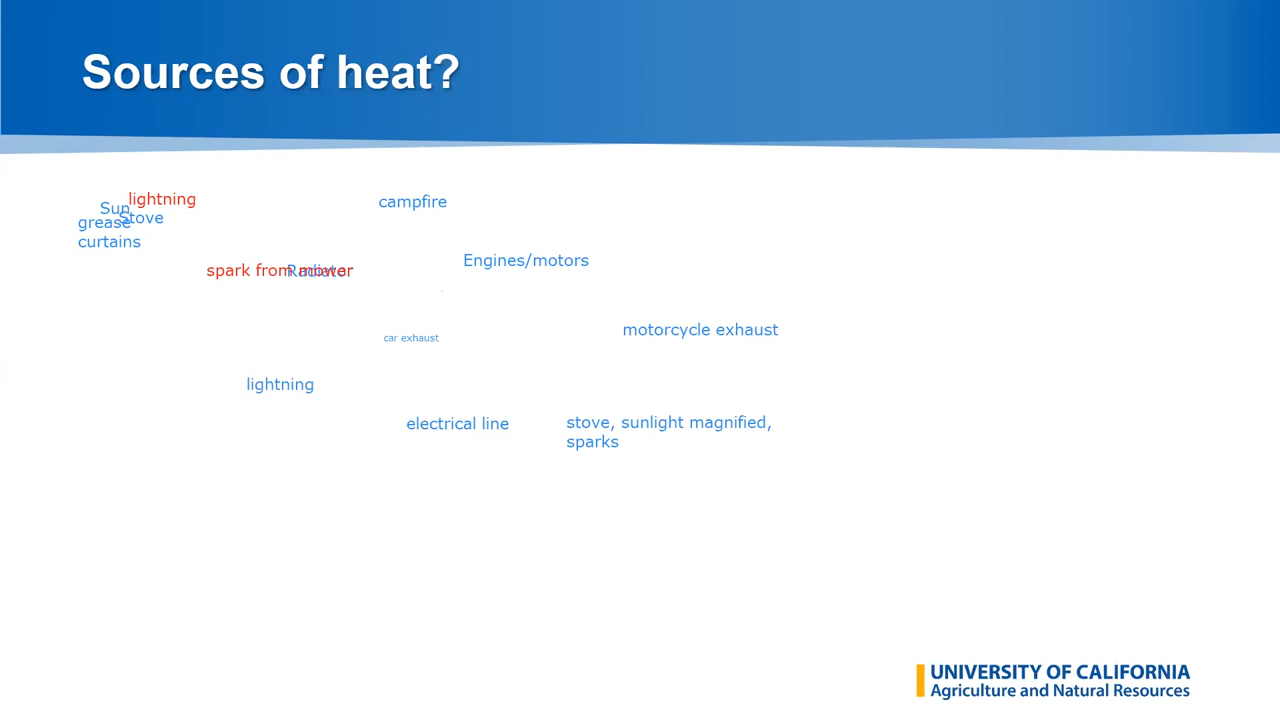 Sources of heat?
lightning
campfire
Sun
Stove
grease
curtains
spark from mower
Radiator
Engines/motors
car exhaust
motorcycle exhaust
lightning
electrical line
stove, sunlight magnified,
sparks
UNIVERSITY OF CALIFORNIA
Agriculture and Natural Resources